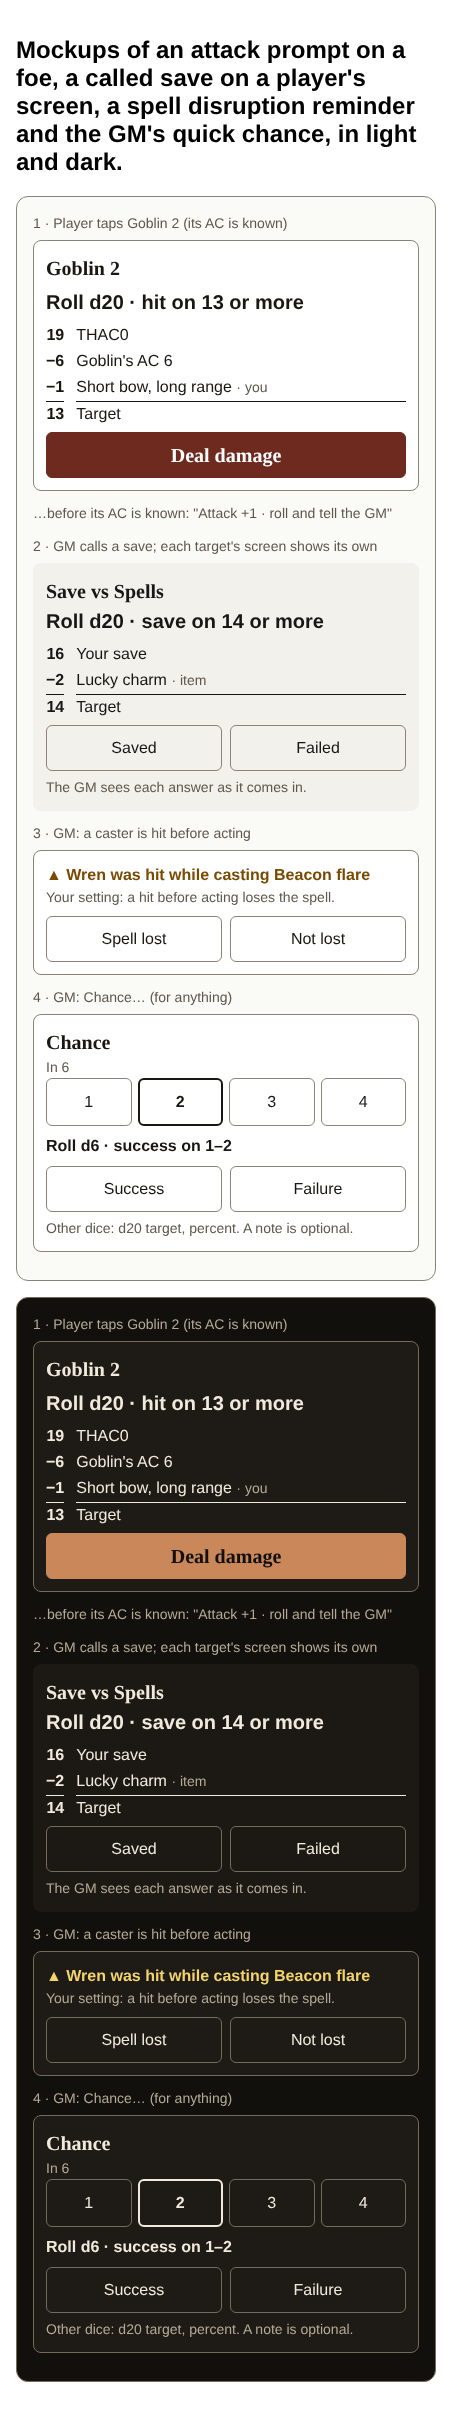 Mockups of an attack prompt on a
foe, a called save on a player's
screen, a spell disruption reminder
and the GM's quick chance, in light
and dark.
1 · Player taps Goblin 2 (its AC is known)
Goblin 2
Roll d20 · hit on 13 or more
19 THAC0
−6 Goblin's AC 6
−1 Short bow, long range · you
13 Target
Deal damage
…before its AC is known: "Attack +1 · roll and tell the GM"
2 · GM calls a save; each target's screen shows its own
Save vs Spells
Roll d20 · save on 14 or more
16 Your save
−2 Lucky charm · item
14 Target
Saved Failed
The GM sees each answer as it comes in.
3 · GM: a caster is hit before acting
▲ Wren was hit while casting Beacon flare
Your setting: a hit before acting loses the spell.
Spell lost Not lost
4 · GM: Chance… (for anything)
Chance
In 6
1 2 3 4
Roll d6 · success on 1–2
Success Failure
Other dice: d20 target, percent. A note is optional.
1 · Player taps Goblin 2 (its AC is known)
Goblin 2
Roll d20 · hit on 13 or more
19 THAC0
−6 Goblin's AC 6
−1 Short bow, long range · you
13 Target
Deal damage
…before its AC is known: "Attack +1 · roll and tell the GM"
2 · GM calls a save; each target's screen shows its own
Save vs Spells
Roll d20 · save on 14 or more
16 Your save
−2 Lucky charm · item
14 Target
Saved Failed
The GM sees each answer as it comes in.
3 · GM: a caster is hit before acting
▲ Wren was hit while casting Beacon flare
Your setting: a hit before acting loses the spell.
Spell lost Not lost
4 · GM: Chance… (for anything)
Chance
In 6
1 2 3 4
Roll d6 · success on 1–2
Success Failure
Other dice: d20 target, percent. A note is optional.